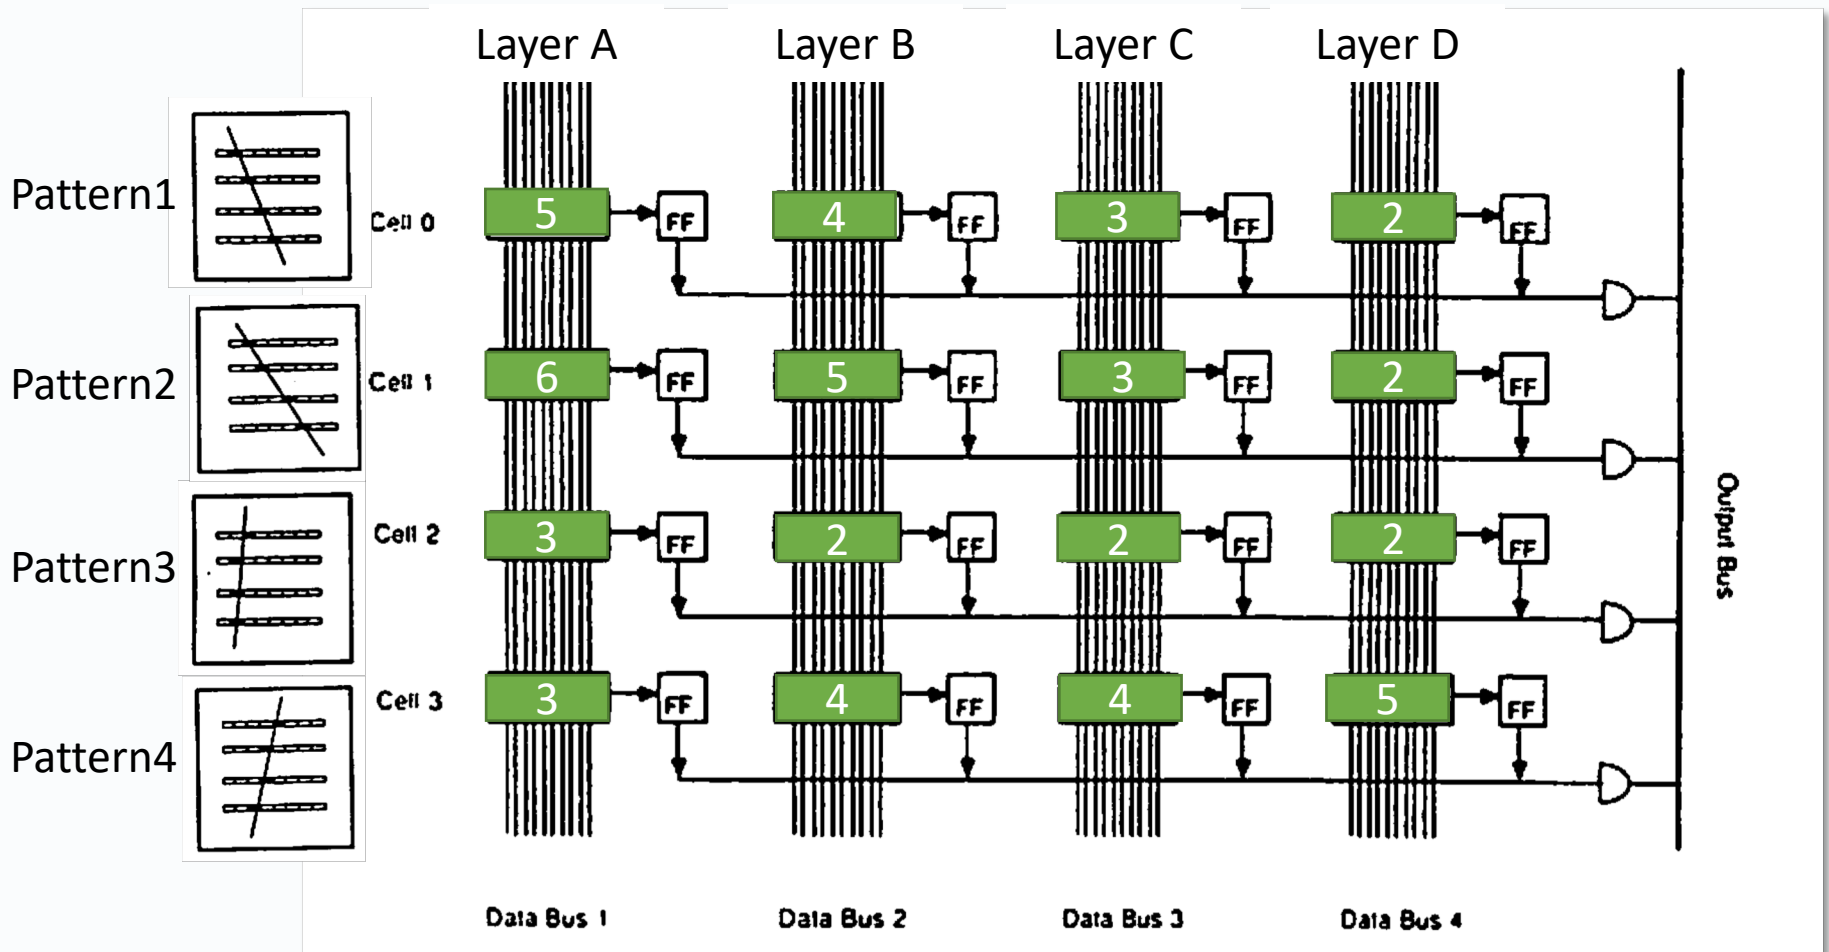 Layer A Layer B Layer C Layer D
Pattern1
Cell 0 5 FF 4 FF 3 FF 2 FF
Pattern2
Cell 1 6 FF 5 FF 3 FF 2 FF
Output Bus
Pattern3
Cell 2 3 FF 2 FF 2 FF 2 FF
Pattern4
Cell 3 3 FF 4 FF 4 FF 5 FF
Data Bus 1 Data Bus 2 Data Bus 3 Data Bus 4